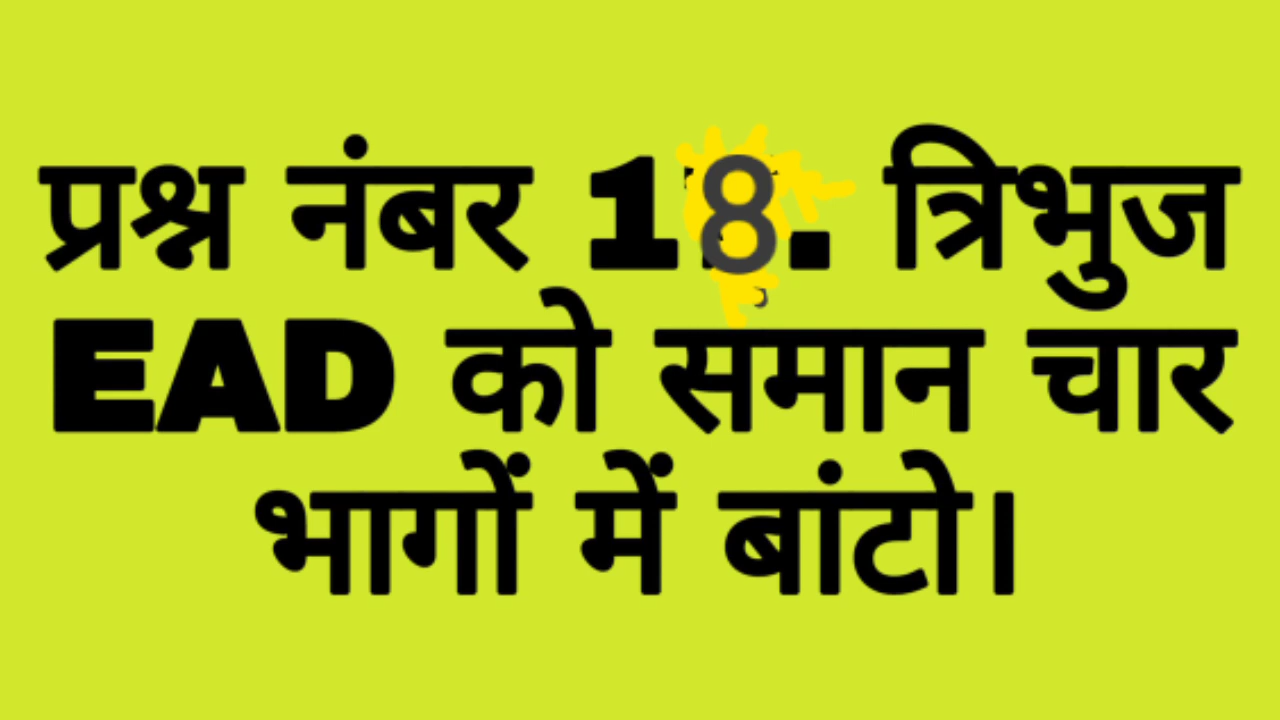 प्रश्न नंबर 18. त्रिभुज
EAD को समान चार
भागों में बांटो।